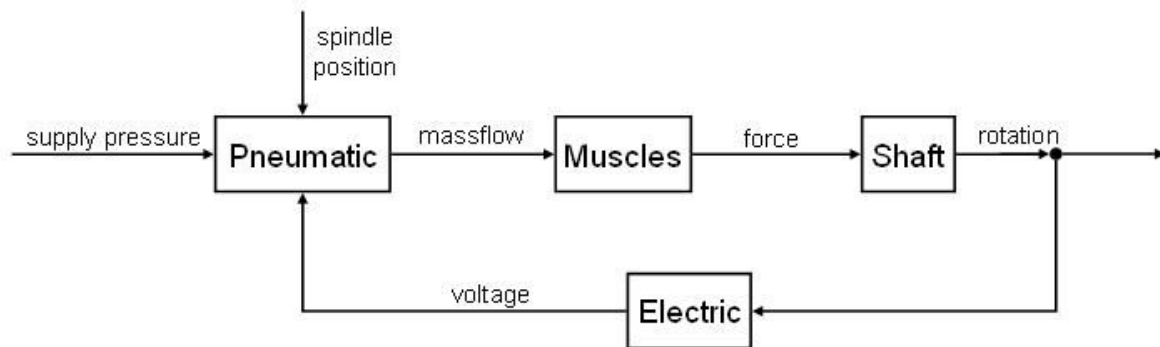 spindle
position
supply pressure
Pneumatic
massflow
Muscles
force
Shaft
rotation
voltage
Electric